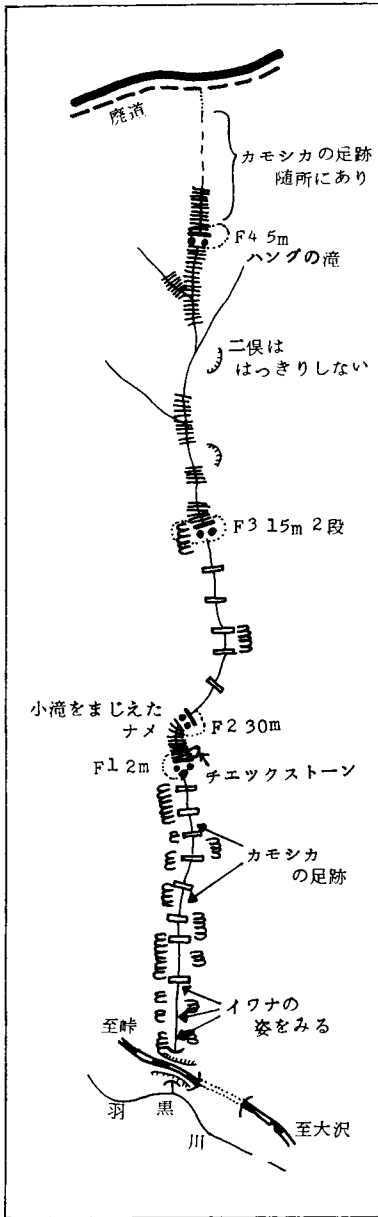 廃道
カモシカの足跡
随所にあり
F4 5m
ハングの滝
二俣は
はっきりしない
F3 15m 2段
小滝をまじえた
ナメ
F2 30m
F1 2m
チエックストーン
カモシカ
の足跡
イワナの
姿をみる
至峠
羽黒川
至大沢